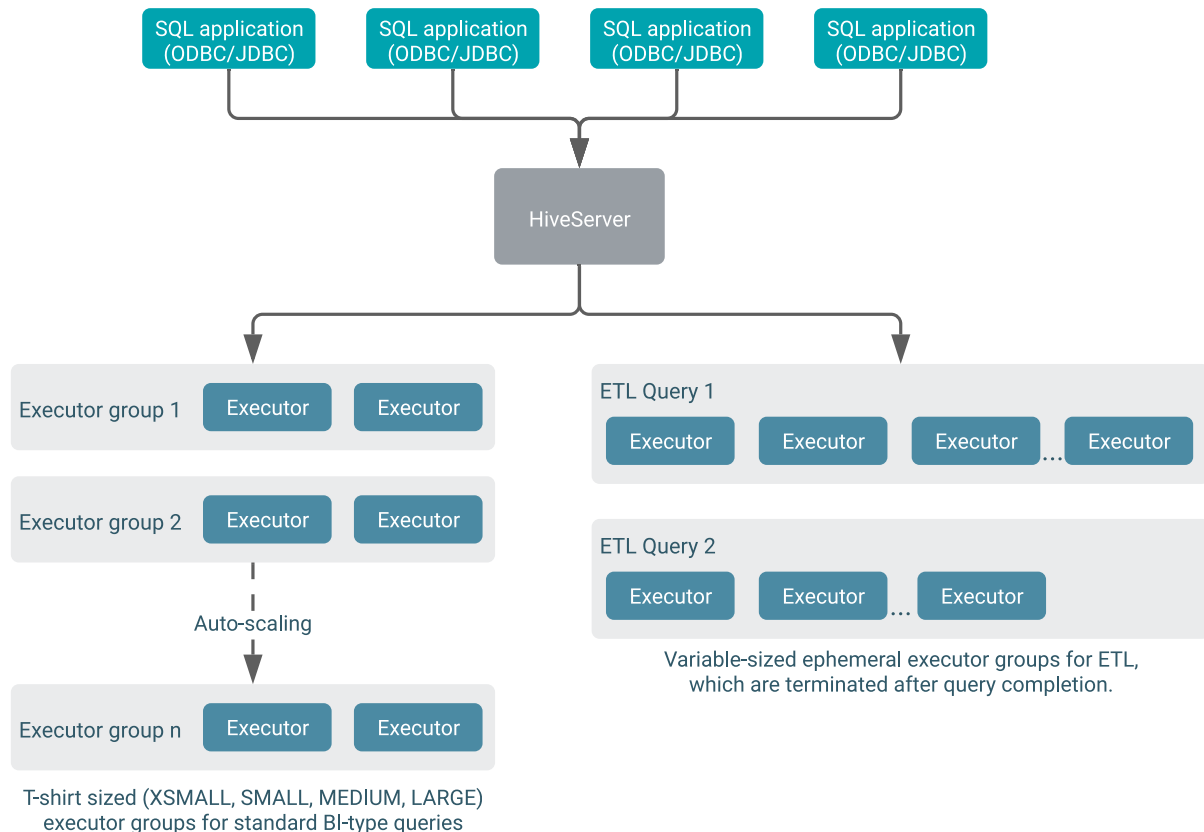 SQL application
(ODBC/JDBC)
SQL application
(ODBC/JDBC)
SQL application
(ODBC/JDBC)
SQL application
(ODBC/JDBC)
HiveServer
Executor group 1
Executor
Executor
Executor group 2
Executor
Executor
Auto-scaling
Executor group n
Executor
Executor
T-shirt sized (XSMALL, SMALL, MEDIUM, LARGE)
executor groups for standard BI-type queries
ETL Query 1
Executor
Executor
Executor
...
Executor
ETL Query 2
Executor
Executor
...
Executor
Variable-sized ephemeral executor groups for ETL,
which are terminated after query completion.